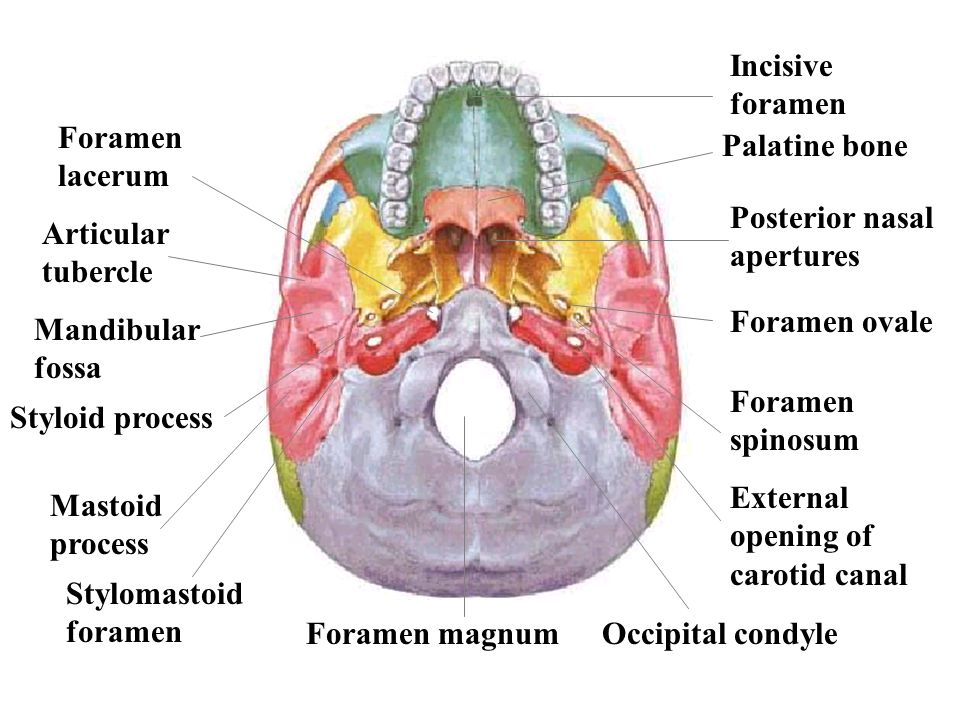 Incisive
foramen
Foramen
lacerum
Palatine bone
Articular
tubercle
Posterior nasal
apertures
Mandibular
fossa
Foramen ovale
Styloid process
Foramen
spinosum
Mastoid
process
External
opening of
carotid canal
Stylomastoid
foramen
Foramen magnum
Occipital condyle